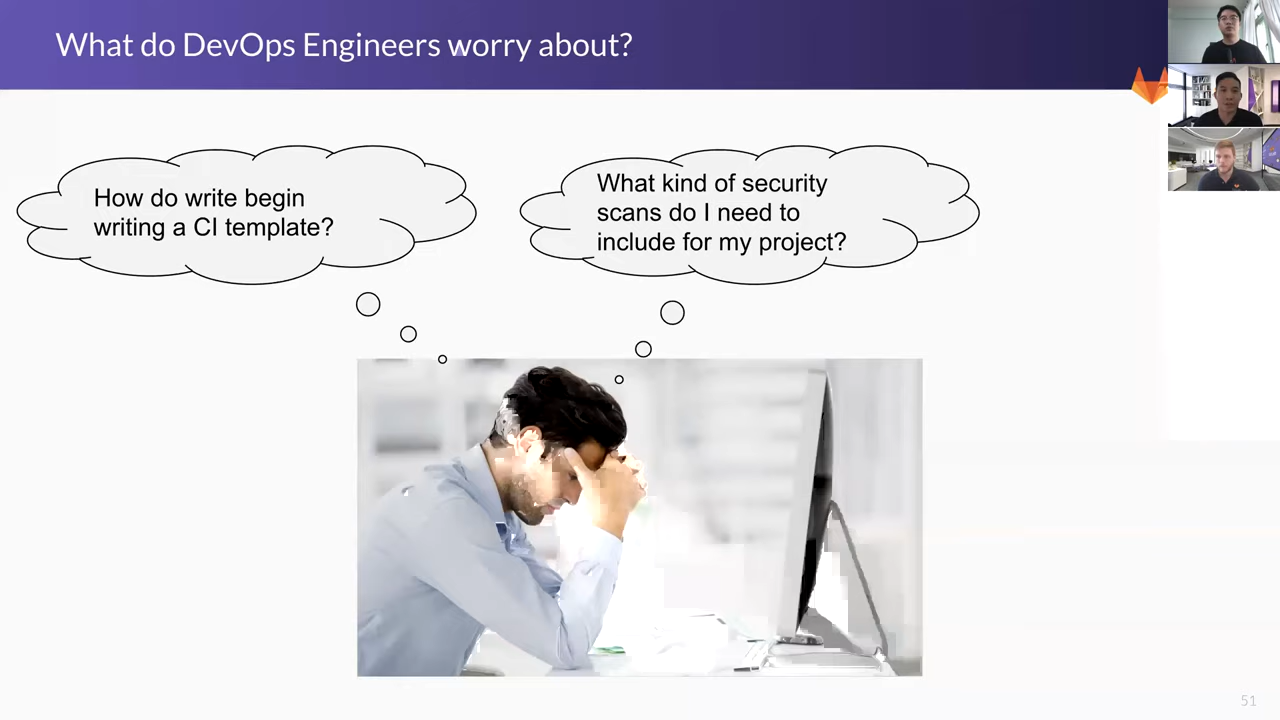 What do DevOps Engineers worry about?
How do write begin
writing a CI template?
What kind of security
scans do I need to
include for my project?
51